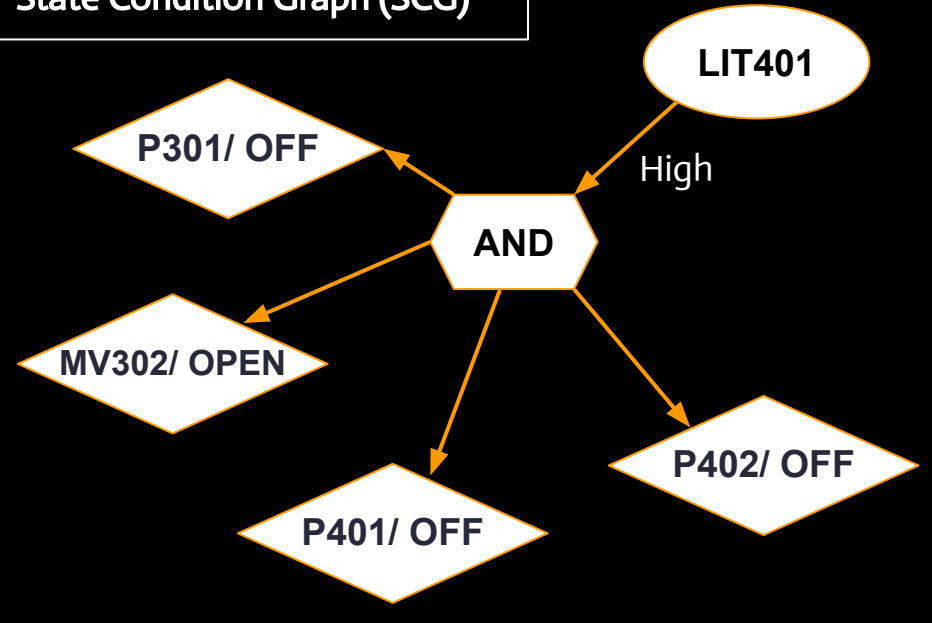 State Condition Graph (SCG)
LIT401
P301/ OFF
High
AND
MV302/ OPEN
P402/ OFF
P401/ OFF